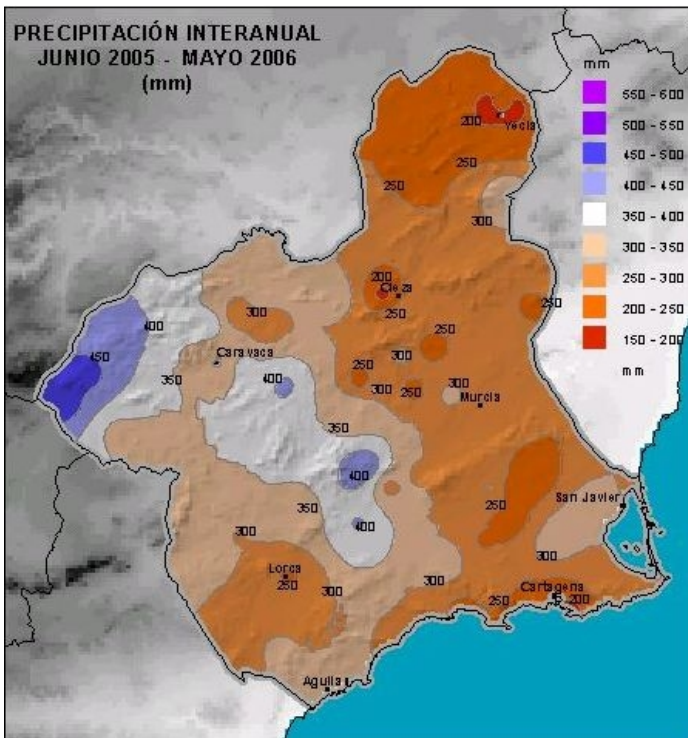 PRECIPITACIÓN INTERANUAL
JUNIO 2005 - MAYO 2006
(mm)
mm
550 - 600
500 - 550
450 - 500
400 - 450
350 - 400
300 - 350
250 - 300
200 - 250
150 - 200
mm
200
Yecla
250
250
300
200
Cieza
250
250
400
300
450
250
300
Caravaca
250
350
400
300
250
300
Murcia
350
400
250
San Javier
350
400
300
300
Lorca
250
300
300
Cartagena
250
200
Aguilas